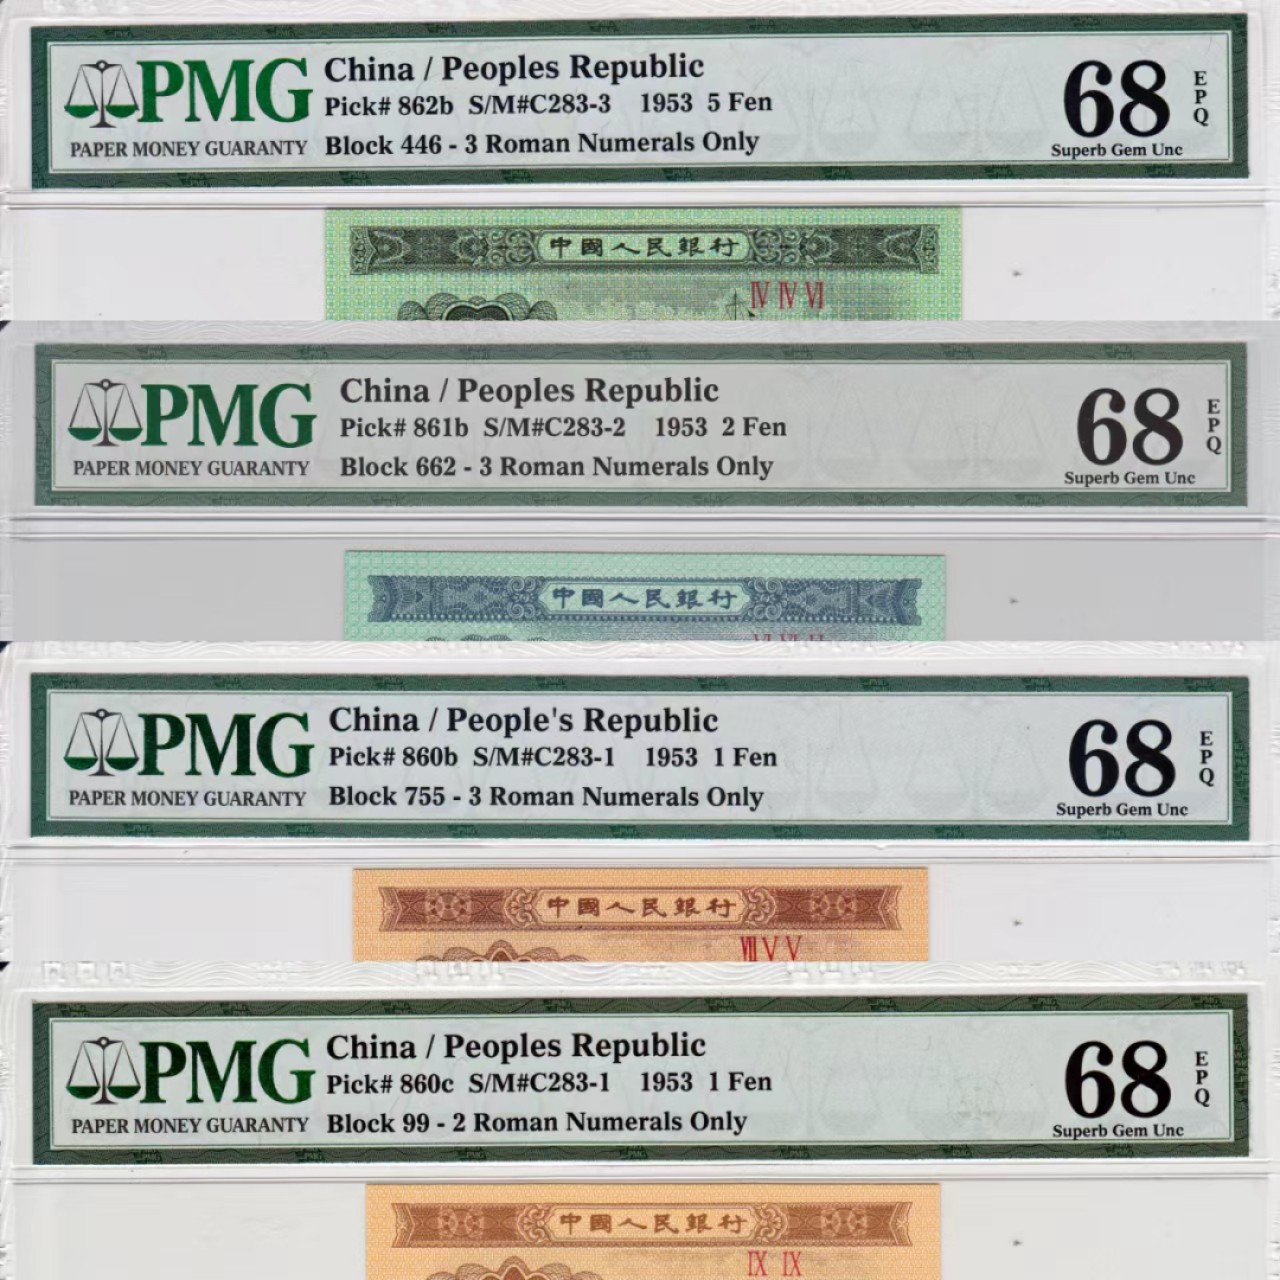 PMG
PAPER MONEY GUARANTY
China / Peoples Republic
Pick# 862b S/M#C283-3 1953 5 Fen
Block 446 - 3 Roman Numerals Only
68
EPQ
Superb Gem Unc
中國人民銀行
IV IV VI
PMG
PAPER MONEY GUARANTY
China / Peoples Republic
Pick# 861b S/M#C283-2 1953 2 Fen
Block 662 - 3 Roman Numerals Only
68
EPQ
Superb Gem Unc
中國人民銀行
PMG
PAPER MONEY GUARANTY
China / People's Republic
Pick# 860b S/M#C283-1 1953 1 Fen
Block 755 - 3 Roman Numerals Only
68
EPQ
Superb Gem Unc
中國人民銀行
VII V V
PMG
PAPER MONEY GUARANTY
China / Peoples Republic
Pick# 860c S/M#C283-1 1953 1 Fen
Block 99 - 2 Roman Numerals Only
68
EPQ
Superb Gem Unc
中國人民銀行
IX IX